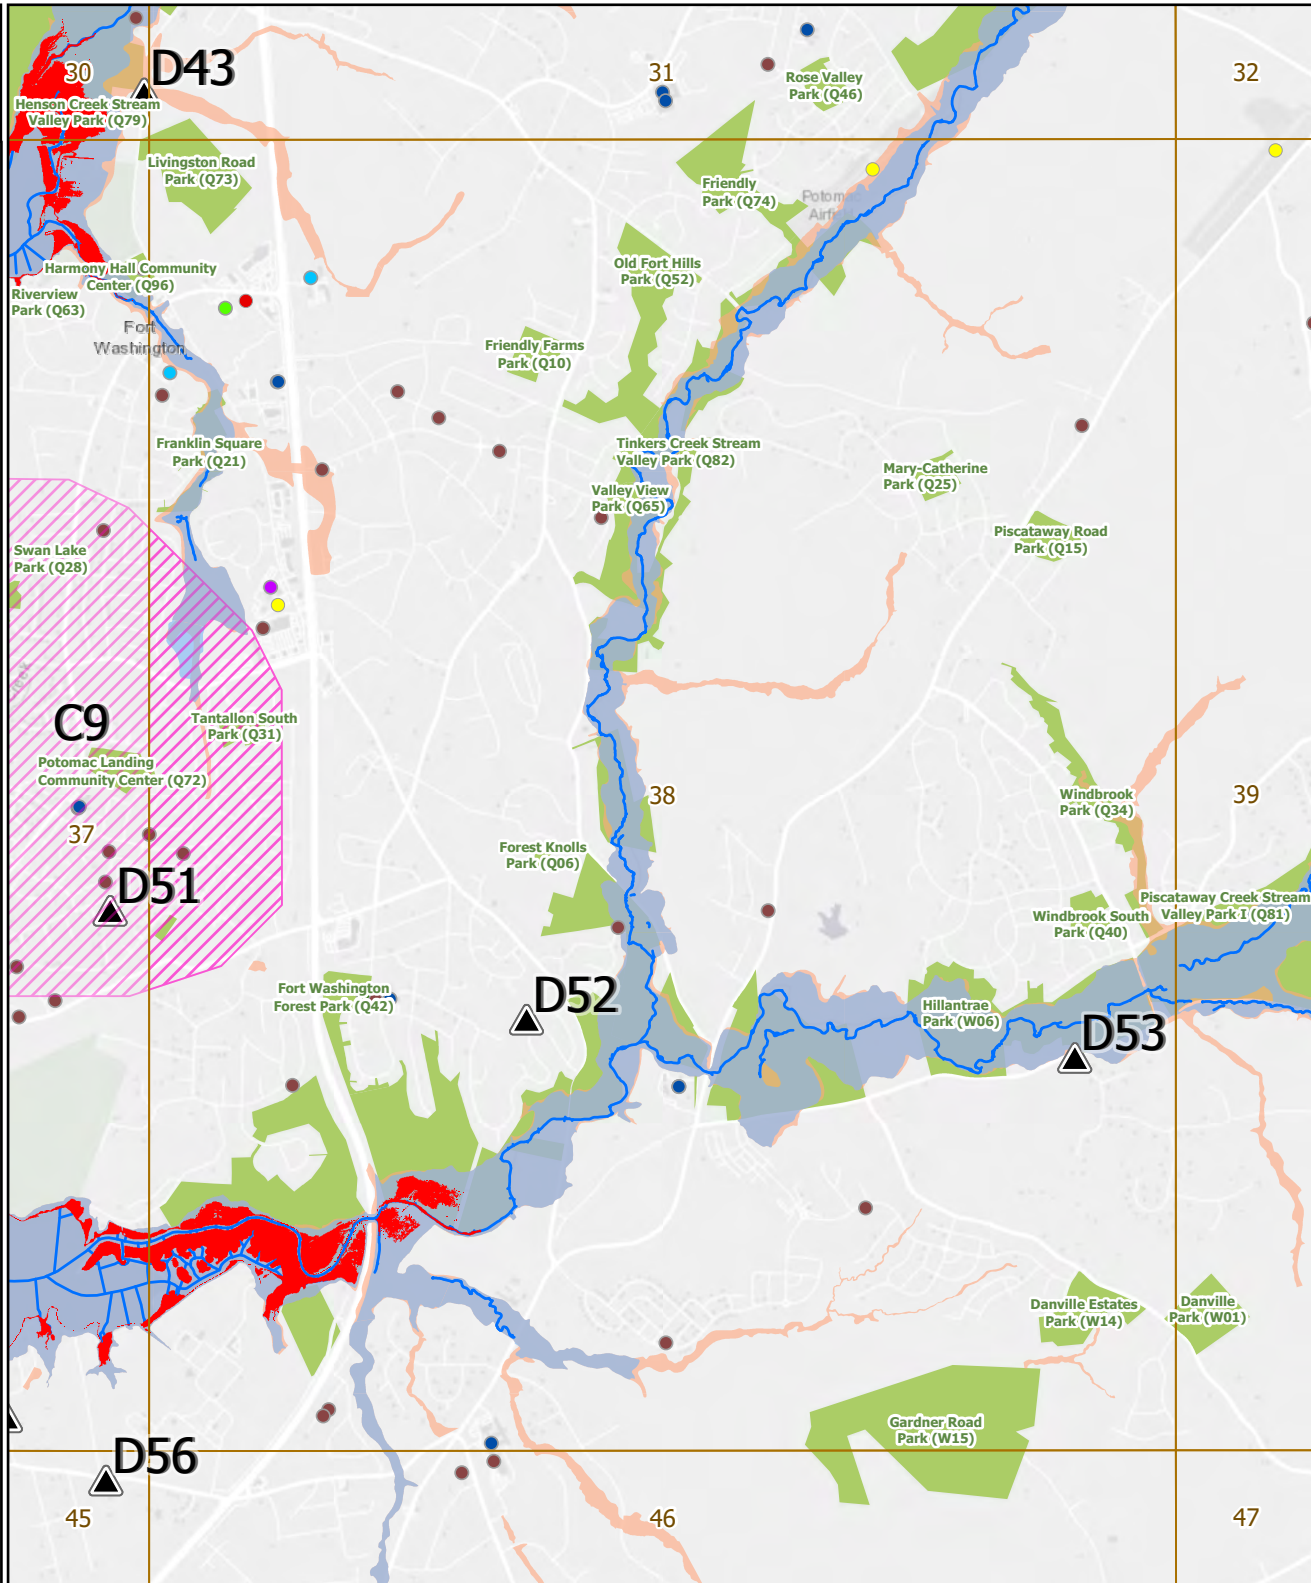 30
D43
31
Rose Valley
Park (Q46)
32
Henson Creek Stream
Valley Park (Q79)
Livingston Road
Park (Q73)
Friendly
Park (Q74)
Potomac
Airfield
Old Fort Hills
Park (Q52)
Harmony Hall Community
Center (Q96)
Riverview
Park (Q63)
Fort
Washington
Friendly Farms
Park (Q10)
Franklin Square
Park (Q21)
Tinkers Creek Stream
Valley Park (Q82)
Mary-Catherine
Park (Q25)
Valley View
Park (Q65)
Piscataway Road
Park (Q15)
Swan Lake
Park (Q28)
C9
Tantallon South
Park (Q31)
Potomac Landing
Community Center (Q72)
38
Windbrook
Park (Q34)
39
37
Forest Knolls
Park (Q06)
D51
Piscataway Creek Stream
Valley Park I (Q81)
Windbrook South
Park (Q40)
Fort Washington
Forest Park (Q42)
D52
Hillantrae
Park (W06)
D53
Danville Estates
Park (W14)
Danville
Park (W01)
Gardner Road
Park (W15)
D56
45
46
47